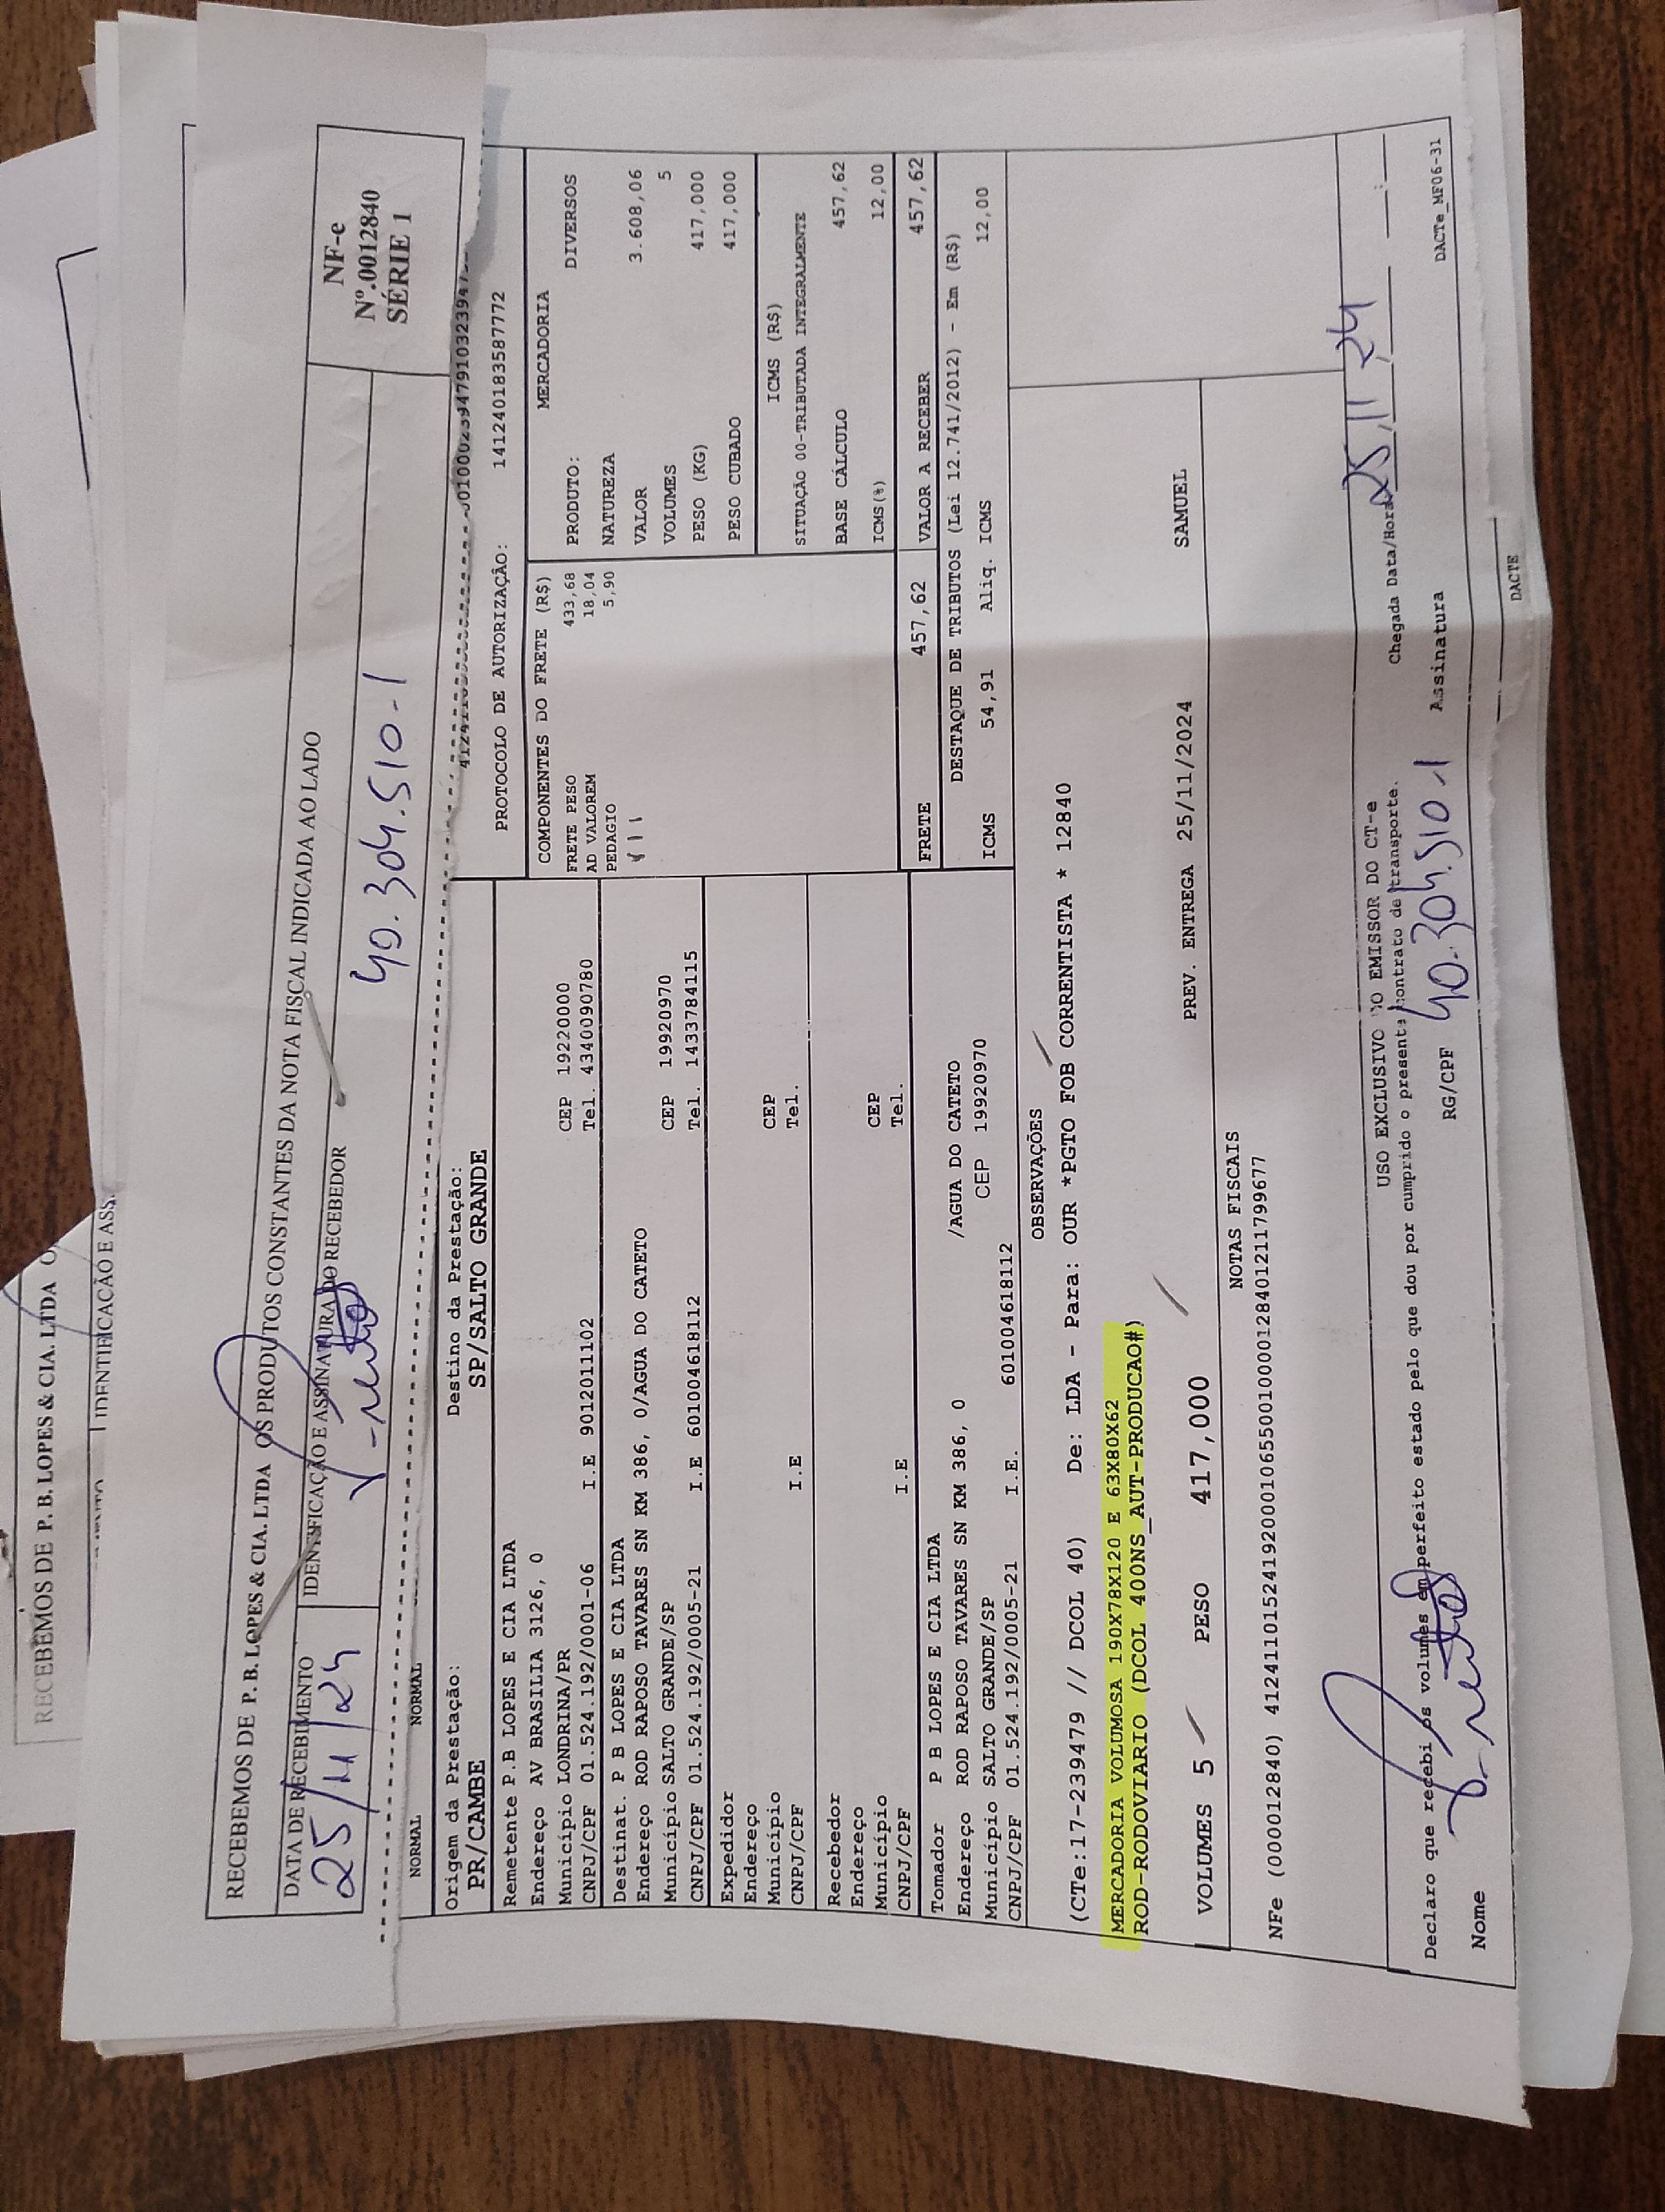 RECEBEMOS DE P. B. LOPES & CIA. LTDA O
IDENTIFICAÇÃO E ASS
RECEBEMOS DE P. B. LOPES & CIA. LTDA OS PRODUTOS CONSTANTES DA NOTA FISCAL INDICADA AO LADO
NF-e
Nº.0012840
SÉRIE 1
DATA DE RECEBIMENTO
25/11/24
IDENTIFICAÇÃO E ASSINATURA DO RECEBEDOR
40.304.510-1
NORMAL NORMAL
Origem da Prestação:
PR/CAMBE
Destino da Prestação:
SP/SALTO GRANDE
PROTOCOLO DE AUTORIZAÇÃO: 141240183587772
Remetente P.B LOPES E CIA LTDA
Endereço AV BRASILIA 3126, 0
Município LONDRINA/PR CEP 19220000
CNPJ/CPF 01.524.192/0001-06 I.E 9012011102 Tel. 4340090780
Destinat. P B LOPES E CIA LTDA
Endereço ROD RAPOSO TAVARES SN KM 386, 0/AGUA DO CATETO
Município SALTO GRANDE/SP CEP 19920970
CNPJ/CPF 01.524.192/0005-21 I.E 601004618112 Tel. 1433784115
Expedidor
Endereço
Município CEP
CNPJ/CPF I.E Tel.
Recebedor
Endereço
Município CEP
CNPJ/CPF I.E Tel.
Tomador P B LOPES E CIA LTDA
Endereço ROD RAPOSO TAVARES SN KM 386, 0 /AGUA DO CATETO
Município SALTO GRANDE/SP CEP 19920970
CNPJ/CPF 01.524.192/0005-21 I.E. 601004618112
COMPONENTES DO FRETE (R$)
FRETE PESO 433,68
AD VALOREM 18,04
PEDAGIO 5,90
MERCADORIA
PRODUTO: DIVERSOS
NATUREZA
VALOR 3.608,06
VOLUMES 5
PESO (KG) 417,000
PESO CUBADO 417,000
ICMS (R$)
SITUAÇÃO 00-TRIBUTADA INTEGRALMENTE
BASE CÁLCULO 457,62
ICMS(%) 12,00
FRETE 457,62 VALOR A RECEBER 457,62
DESTAQUE DE TRIBUTOS (Lei 12.741/2012) - Em (R$)
ICMS 54,91 Aliq. ICMS 12,00
OBSERVAÇÕES
(CTe:17-239479 // DCOL 40) De: LDA - Para: OUR *PGTO FOB CORRENTISTA * 12840
MERCADORIA VOLUMOSA 190X78X120 E 63X80X62
ROD-RODOVIARIO (DCOL 400NS_AUT-PRODUCAO#)
VOLUMES 5 PESO 417,000 PREV. ENTREGA 25/11/2024 SAMUEL
NOTAS FISCAIS
NFe (000012840) 41241101524192000106550010000128401211799677
USO EXCLUSIVO DO EMISSOR DO CT-e
Declaro que recebi os volumes em perfeito estado pelo que dou por cumprido o presente contrato de transporte.
Chegada Data/Hora 25/11/24
Nome RG/CPF 40.304.510-1 Assinatura
DACTe_MF06-31
DACTE